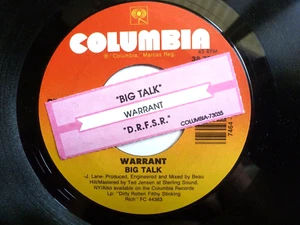 COLUMBIA
® "Columbia," Marcas Reg.
45 RPM
"BIG TALK"
WARRANT
"D.R.F.S.R."
COLUMBIA-73035
WARRANT
BIG TALK
-J. Lane- Produced, Engineered and Mixed by Beau
Hill/Mastered by Ted Jensen at Sterling Sound,
NY/Also available on the Columbia Records
Lp: "Dirty Rotten Filthy Stinking
Rich" FC 44383